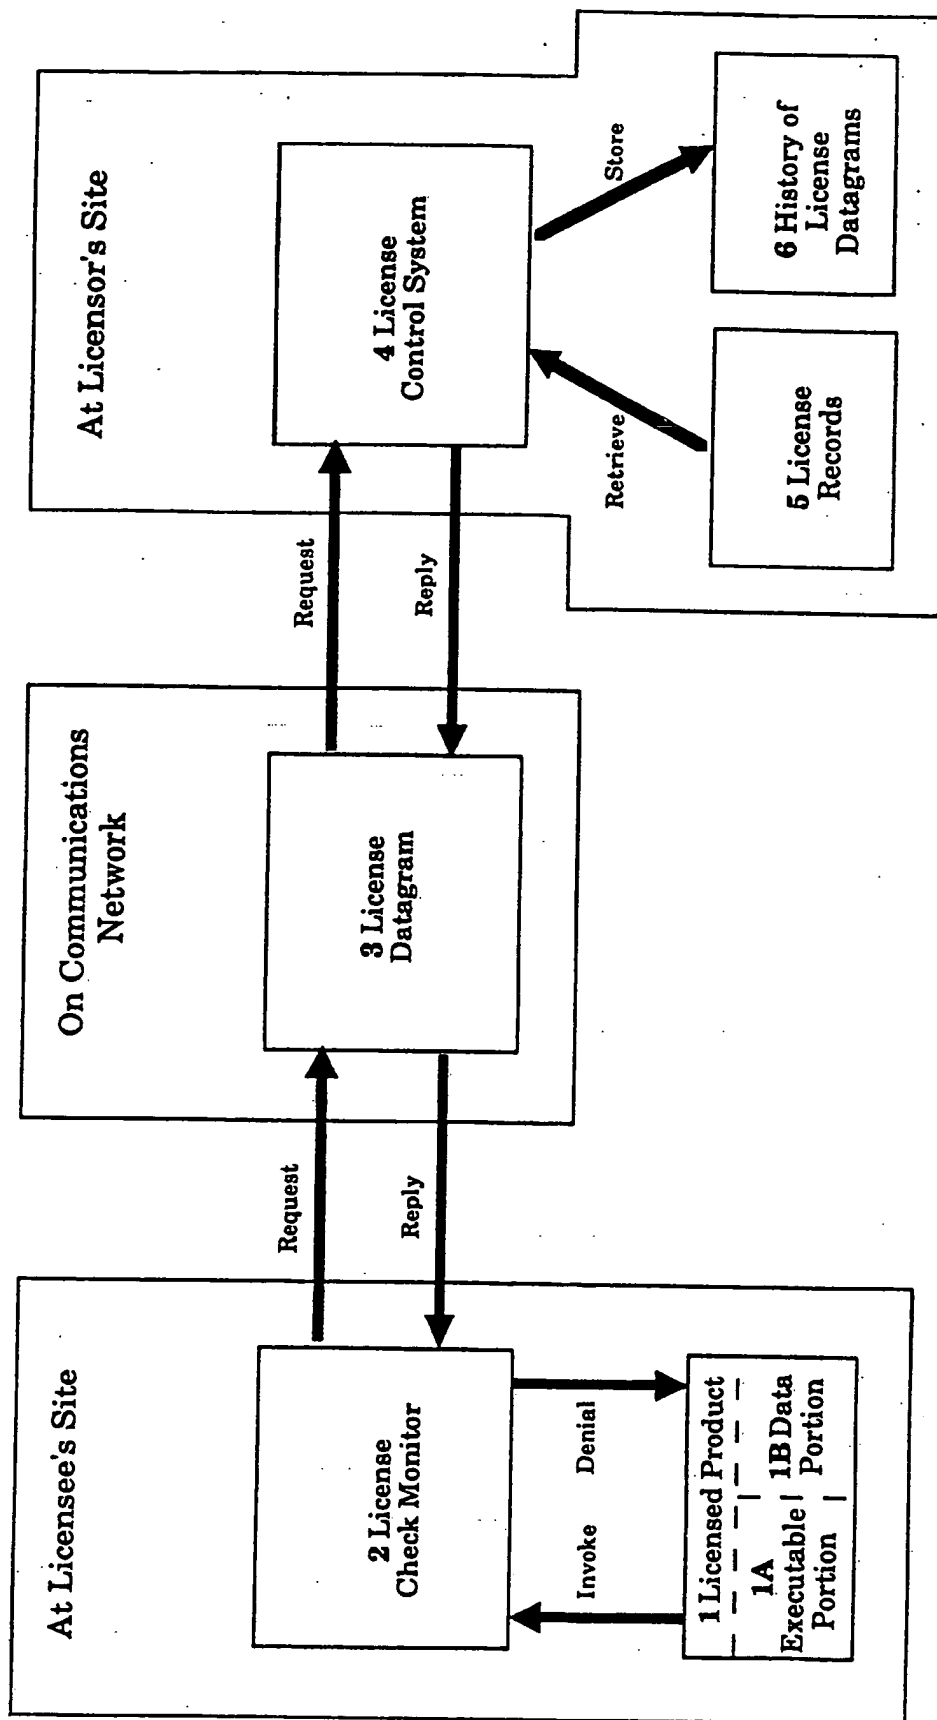 At Licensee's Site
2 License
Check Monitor
Invoke
Denial
1 Licensed Product
1A
Executable
Portion
1B Data
Portion
Request
Reply
On Communications
Network
3 License
Datagram
Request
Reply
At Licensor's Site
4 License
Control System
Retrieve
Store
5 License
Records
6 History of
License
Datagrams